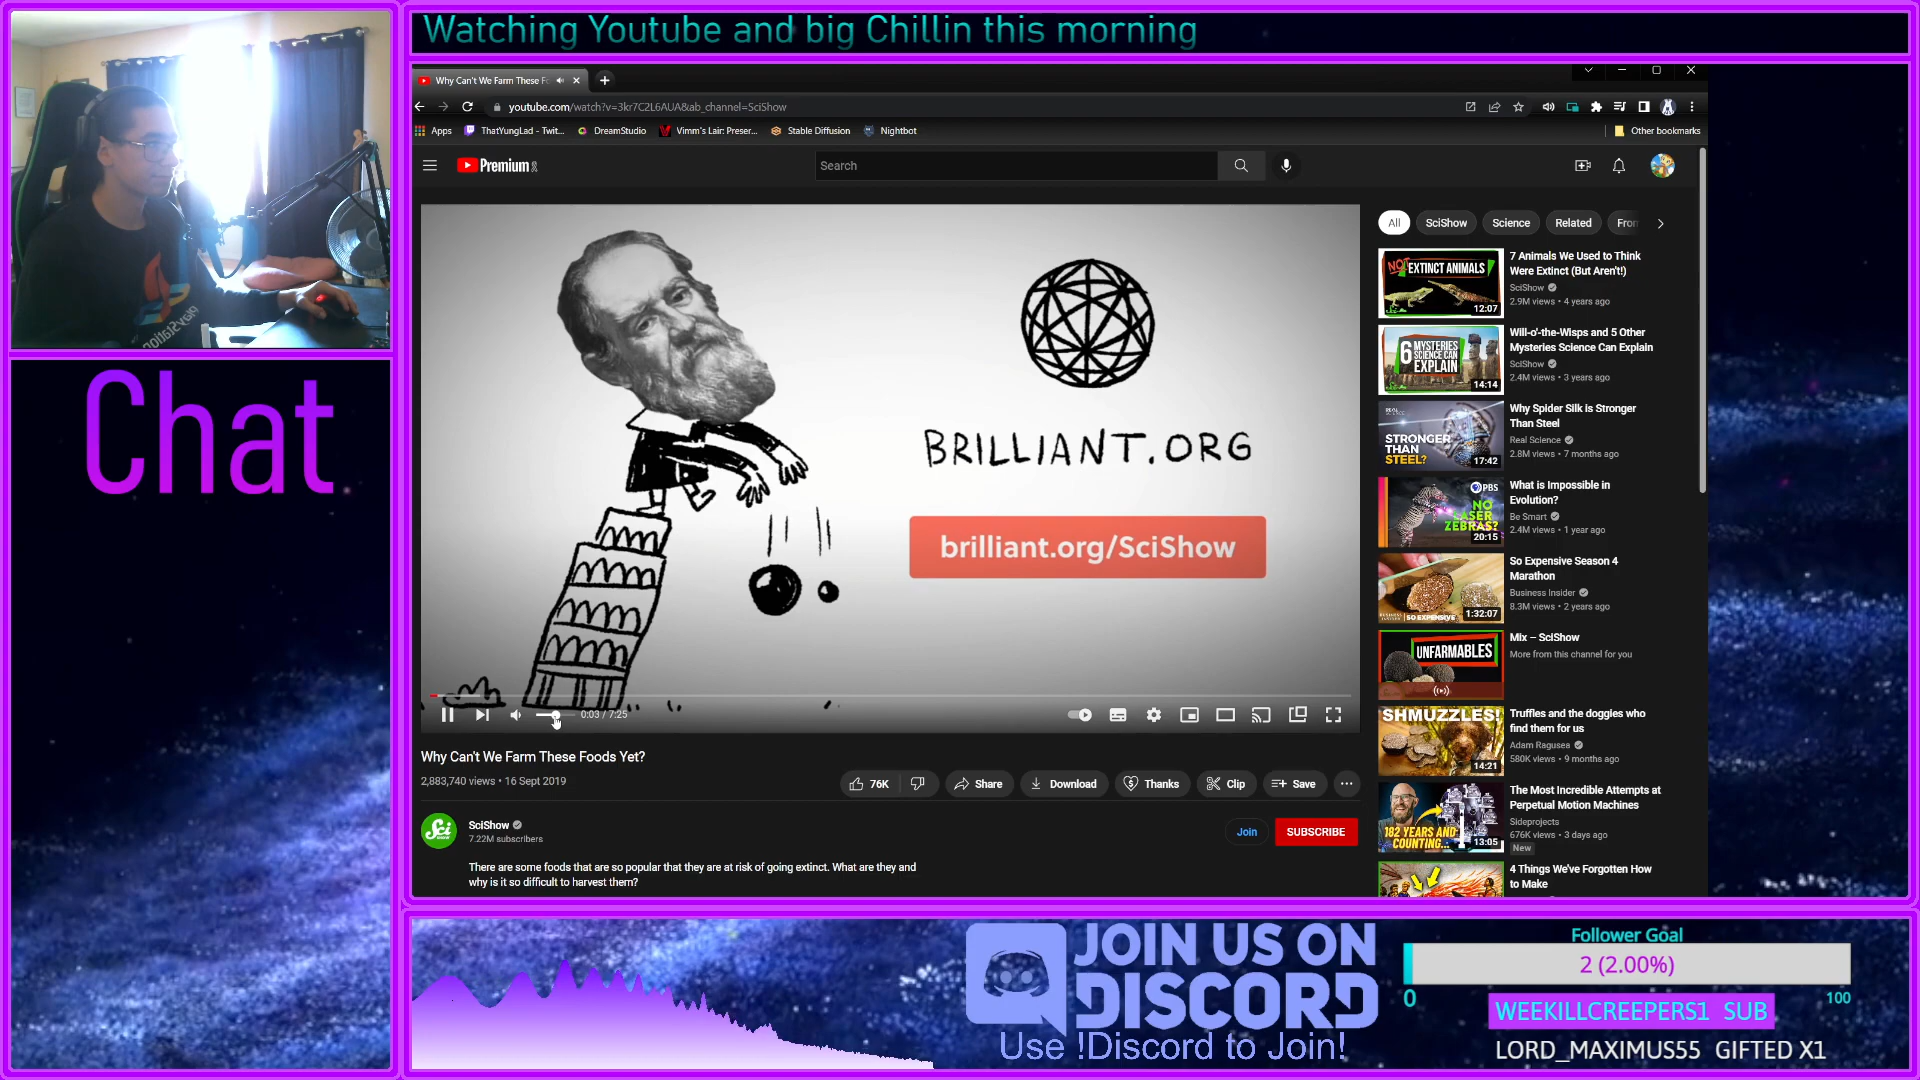 Watching Youtube and big Chillin this morning
Why Can't We Farm These Fo
youtube.com/watch?v=3kr7C2L6AUA&ab_channel=SciShow
Apps
ThatYungLad - Twit...
DreamStudio
Vimm's Lair: Preser...
Stable Diffusion
Nightbot
Other bookmarks
Premium
Search
BRILLIANT.ORG
brilliant.org/SciShow
0:03 / 7:25
Why Can't We Farm These Foods Yet?
2,883,740 views • 16 Sept 2019
76K
Share
Download
Thanks
Clip
Save
SciShow
7.22M subscribers
Join
SUBSCRIBE
There are some foods that are so popular that they are at risk of going extinct. What are they and
why is it so difficult to harvest them?
All
SciShow
Science
Related
NOT EXTINCT ANIMALS
12:07
7 Animals We Used to Think
Were Extinct (But Aren't!)
SciShow
2.9M views • 4 years ago
6 MYSTERIES
SCIENCE CAN
EXPLAIN
14:14
Will-o'-the-Wisps and 5 Other
Mysteries Science Can Explain
SciShow
2.4M views • 3 years ago
STRONGER
THAN
STEEL?
17:42
Why Spider Silk is Stronger
Than Steel
Real Science
2.8M views • 7 months ago
PBS
NO
LASER
ZEBRAS?
20:15
What is Impossible in
Evolution?
Be Smart
2.4M views • 1 year ago
SO EXPENSIVE
1:32:07
So Expensive Season 4
Marathon
Business Insider
8.3M views • 2 years ago
UNFARMABLES
Mix – SciShow
More from this channel for you
SHMUZZLES!
14:21
Truffles and the doggies who
find them for us
Adam Ragusea
580K views • 9 months ago
182 YEARS AND
COUNTING...
13:05
The Most Incredible Attempts at
Perpetual Motion Machines
Sideprojects
676K views • 3 days ago
New
4 Things We've Forgotten How
to Make
Chat
PlayStation
JOIN US ON
DISCORD
Use !Discord to Join!
Follower Goal
2 (2.00%)
0
100
WEEKILLCREEPERS1 SUB
LORD_MAXIMUS55 GIFTED X1